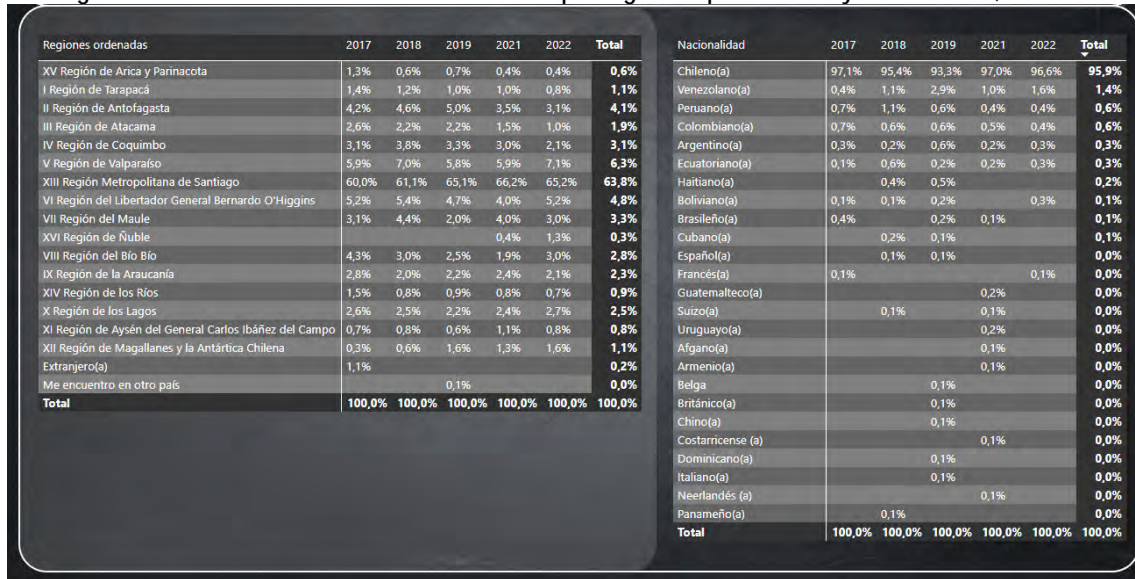 Regiones ordenadas 2017 2018 2019 2021 2022 Total
XV Región de Arica y Parinacota 1,3% 0,6% 0,7% 0,4% 0,4% 0,6%
I Región de Tarapacá 1,4% 1,2% 1,0% 1,0% 0,8% 1,1%
II Región de Antofagasta 4,2% 4,6% 5,0% 3,5% 3,1% 4,1%
III Región de Atacama 2,6% 2,2% 2,2% 1,5% 1,0% 1,9%
IV Región de Coquimbo 3,1% 3,8% 3,3% 3,0% 2,1% 3,1%
V Región de Valparaíso 5,9% 7,0% 5,8% 5,9% 7,1% 6,3%
XIII Región Metropolitana de Santiago 60,0% 61,1% 65,1% 66,2% 65,2% 63,8%
VI Región del Libertador General Bernardo O'Higgins 5,2% 5,4% 4,7% 4,0% 5,2% 4,8%
VII Región del Maule 3,1% 4,4% 2,0% 4,0% 3,0% 3,3%
XVI Región de Ñuble 0,4% 1,3% 0,3%
VIII Región del Bío Bío 4,3% 3,0% 2,5% 1,9% 3,0% 2,8%
IX Región de la Araucanía 2,8% 2,0% 2,2% 2,4% 2,1% 2,3%
XIV Región de los Ríos 1,5% 0,8% 0,9% 0,8% 0,7% 0,9%
X Región de los Lagos 2,6% 2,5% 2,2% 2,4% 2,7% 2,5%
XI Región de Aysén del General Carlos Ibáñez del Campo 0,7% 0,8% 0,6% 1,1% 0,8% 0,8%
XII Región de Magallanes y la Antártica Chilena 0,3% 0,6% 1,6% 1,3% 1,6% 1,1%
Extranjero(a) 1,1% 0,2%
Me encuentro en otro país 0,1% 0,0%
Total 100,0% 100,0% 100,0% 100,0% 100,0% 100,0%
Nacionalidad 2017 2018 2019 2021 2022 Total
Chileno(a) 97,1% 95,4% 93,3% 97,0% 96,6% 95,9%
Venezolano(a) 0,4% 1,1% 2,9% 1,0% 1,6% 1,4%
Peruano(a) 0,7% 1,1% 0,6% 0,4% 0,4% 0,6%
Colombiano(a) 0,7% 0,6% 0,6% 0,5% 0,4% 0,6%
Argentino(a) 0,3% 0,2% 0,6% 0,2% 0,3% 0,3%
Ecuatoriano(a) 0,1% 0,6% 0,2% 0,2% 0,3% 0,3%
Haitiano(a) 0,4% 0,5% 0,2%
Boliviano(a) 0,1% 0,1% 0,2% 0,3% 0,1%
Brasileño(a) 0,4% 0,2% 0,1% 0,1%
Cubano(a) 0,2% 0,1% 0,1%
Español(a) 0,1% 0,1% 0,0%
Francés(a) 0,1% 0,1% 0,0%
Guatemalteco(a) 0,2% 0,0%
Suizo(a) 0,1% 0,1% 0,0%
Uruguayo(a) 0,2% 0,0%
Afgano(a) 0,1% 0,0%
Armenio(a) 0,1% 0,0%
Belga 0,1% 0,0%
Británico(a) 0,1% 0,0%
Chino(a) 0,1% 0,0%
Costarricense (a) 0,1% 0,0%
Dominicano(a) 0,1% 0,0%
Italiano(a) 0,1% 0,0%
Neerlandés (a) 0,1% 0,0%
Panameño(a) 0,1% 0,0%
Total 100,0% 100,0% 100,0% 100,0% 100,0% 100,0%